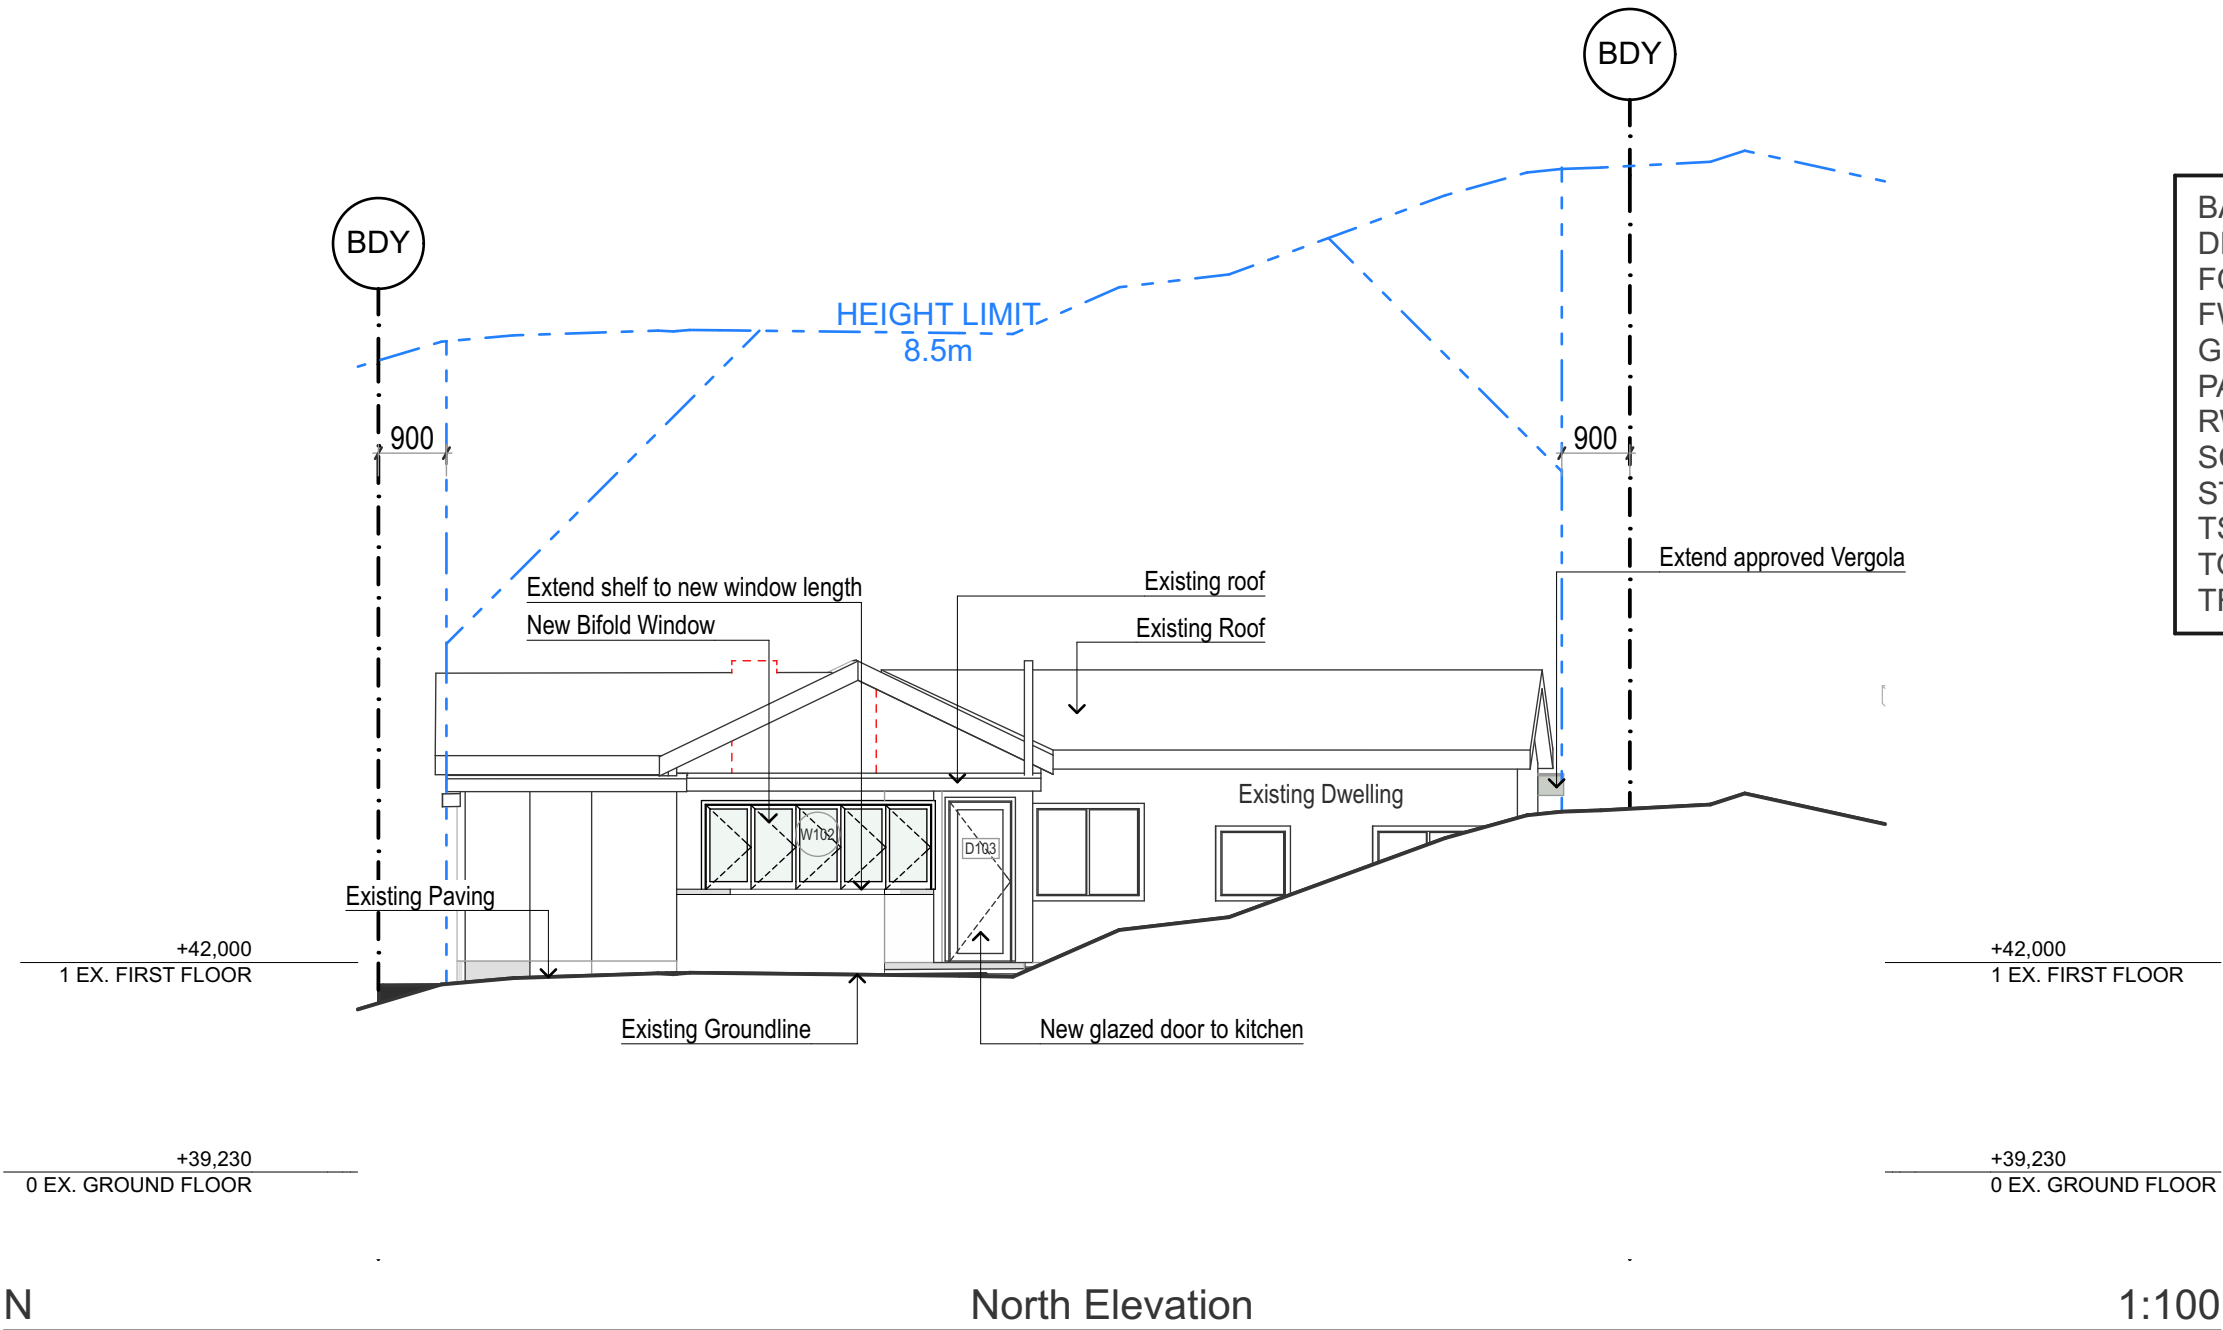 BDY
BDY
HEIGHT LIMIT
8.5m
900
900
Extend approved Vergola
Extend shelf to new window length
Existing roof
New Bifold Window
Existing Roof
Existing Dwelling
W102
D103
Existing Paving
+42,000
1 EX. FIRST FLOOR
+42,000
1 EX. FIRST FLOOR
Existing Groundline
New glazed door to kitchen
+39,230
0 EX. GROUND FLOOR
+39,230
0 EX. GROUND FLOOR
N
North Elevation
1:100